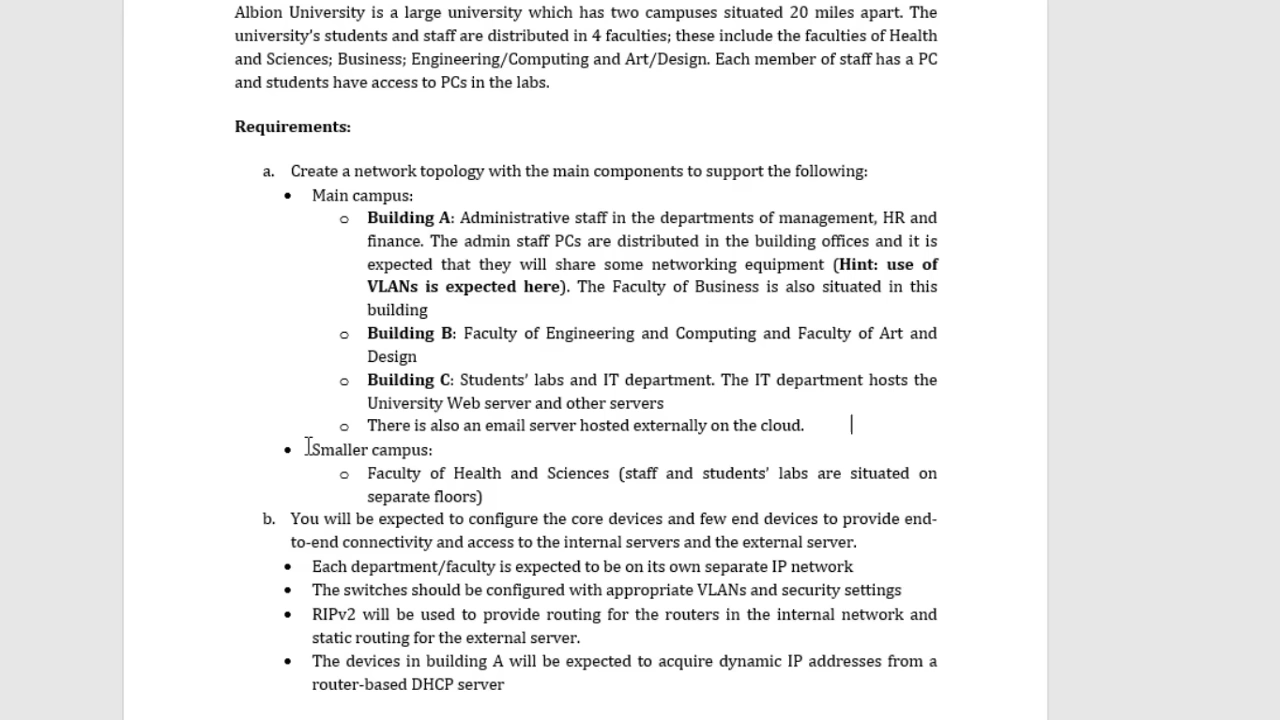 Albion University is a large university which has two campuses situated 20 miles apart. The
university's students and staff are distributed in 4 faculties; these include the faculties of Health
and Sciences; Business; Engineering/Computing and Art/Design. Each member of staff has a PC
and students have access to PCs in the labs.
Requirements:
a. Create a network topology with the main components to support the following:
• Main campus:
o Building A: Administrative staff in the departments of management, HR and
finance. The admin staff PCs are distributed in the building offices and it is
expected that they will share some networking equipment (Hint: use of
VLANs is expected here). The Faculty of Business is also situated in this
building
o Building B: Faculty of Engineering and Computing and Faculty of Art and
Design
o Building C: Students' labs and IT department. The IT department hosts the
University Web server and other servers
o There is also an email server hosted externally on the cloud.
• Smaller campus:
o Faculty of Health and Sciences (staff and students' labs are situated on
separate floors)
b. You will be expected to configure the core devices and few end devices to provide end-
to-end connectivity and access to the internal servers and the external server.
• Each department/faculty is expected to be on its own separate IP network
• The switches should be configured with appropriate VLANs and security settings
• RIPv2 will be used to provide routing for the routers in the internal network and
static routing for the external server.
• The devices in building A will be expected to acquire dynamic IP addresses from a
router-based DHCP server